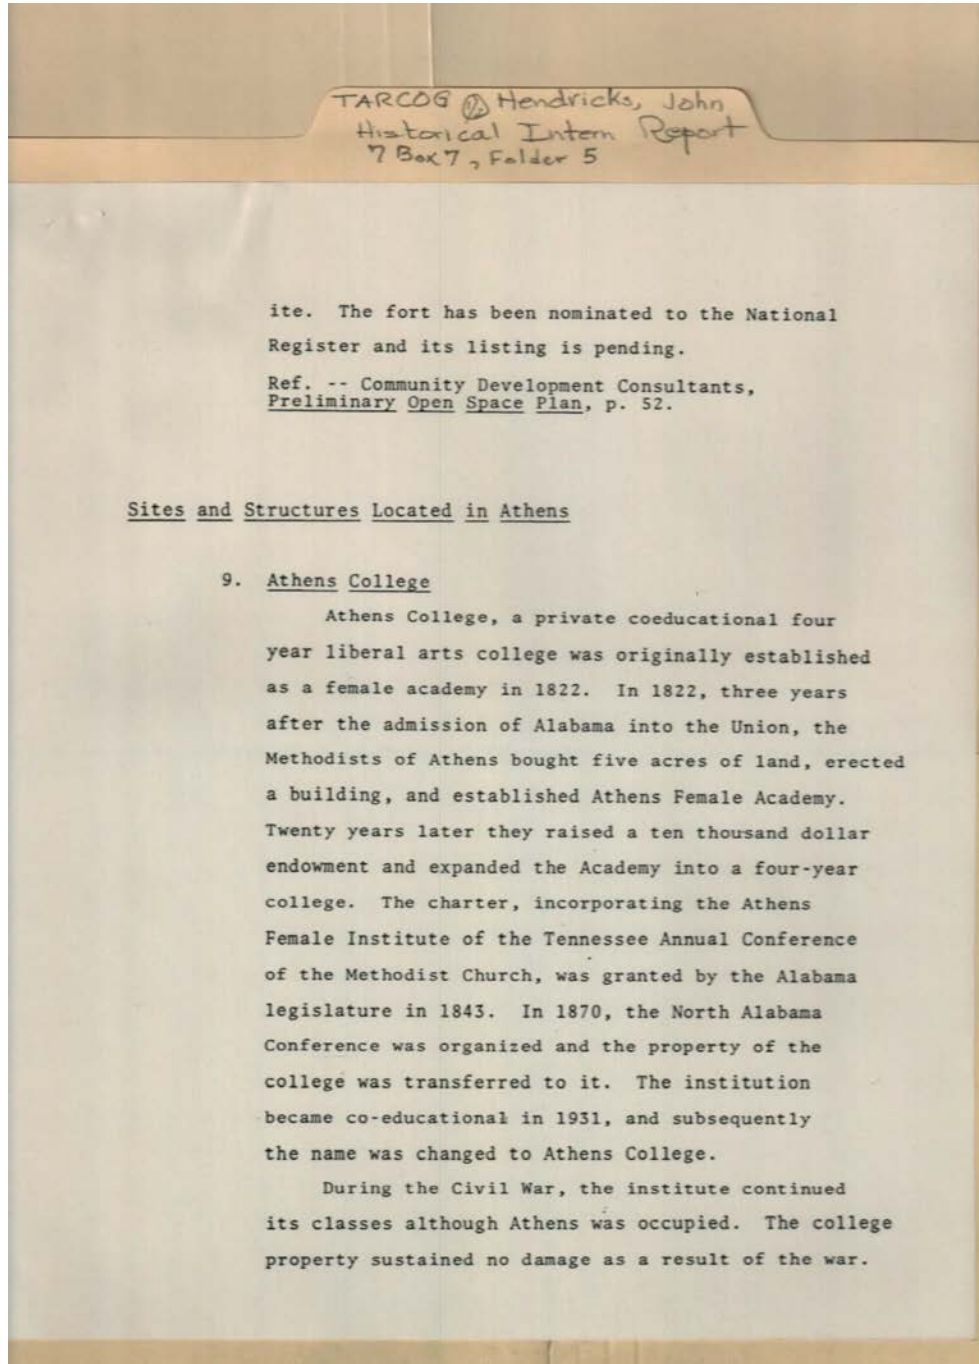 TARCOG Hendricks, John
Historical Intern Report
7 Box 7, Folder 5
ite. The fort has been nominated to the National
Register and its listing is pending.
Ref. -- Community Development Consultants,
Preliminary Open Space Plan, p. 52.
Sites and Structures Located in Athens
9. Athens College
Athens College, a private coeducational four
year liberal arts college was originally established
as a female academy in 1822. In 1822, three years
after the admission of Alabama into the Union, the
Methodists of Athens bought five acres of land, erected
a building, and established Athens Female Academy.
Twenty years later they raised a ten thousand dollar
endowment and expanded the Academy into a four-year
college. The charter, incorporating the Athens
Female Institute of the Tennessee Annual Conference
of the Methodist Church, was granted by the Alabama
legislature in 1843. In 1870, the North Alabama
Conference was organized and the property of the
college was transferred to it. The institution
became co-educational in 1931, and subsequently
the name was changed to Athens College.
During the Civil War, the institute continued
its classes although Athens was occupied. The college
property sustained no damage as a result of the war.